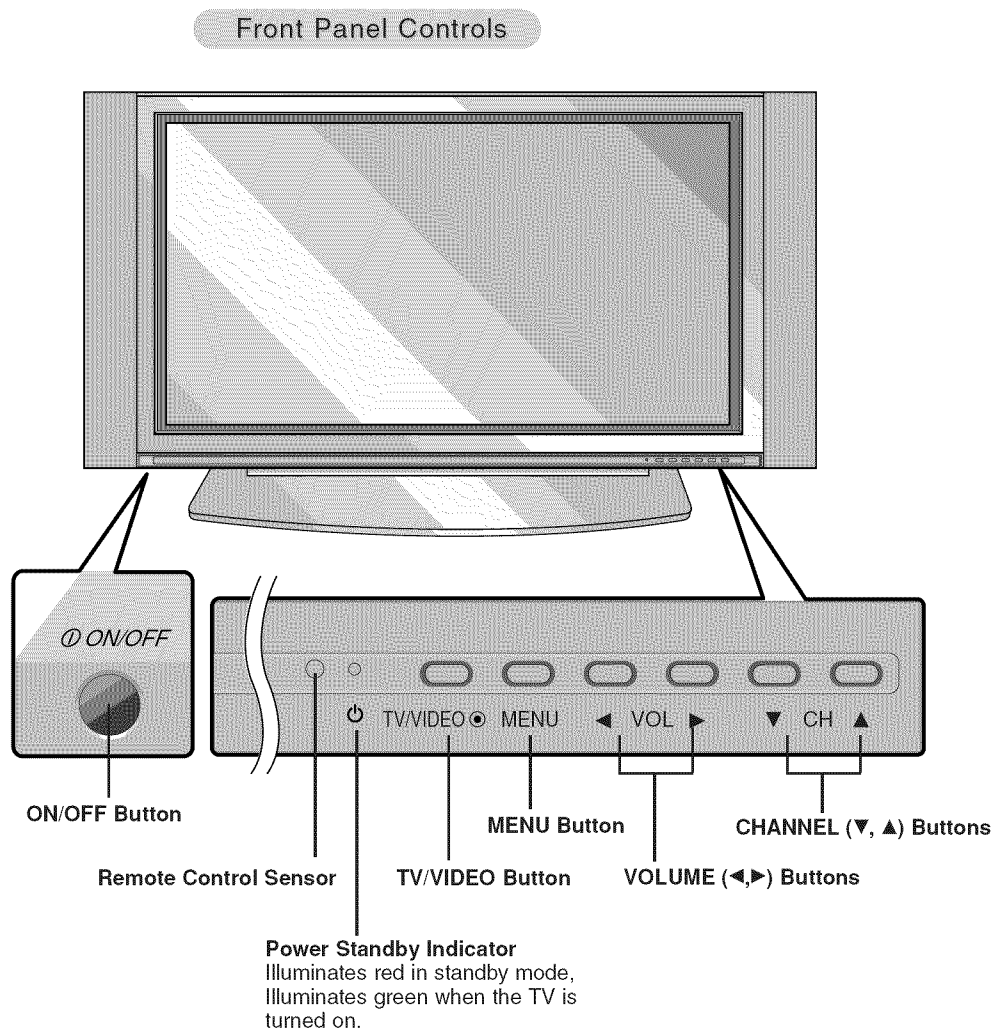 Front Panel Controls
ON/OFF
TV/VIDEO MENU ◀ VOL ▶ ▼ CH ▲
ON/OFF Button
MENU Button
CHANNEL (▼, ▲) Buttons
Remote Control Sensor
TV/VIDEO Button
VOLUME (◀,▶) Buttons
Power Standby Indicator
Illuminates red in standby mode,
Illuminates green when the TV is
turned on.